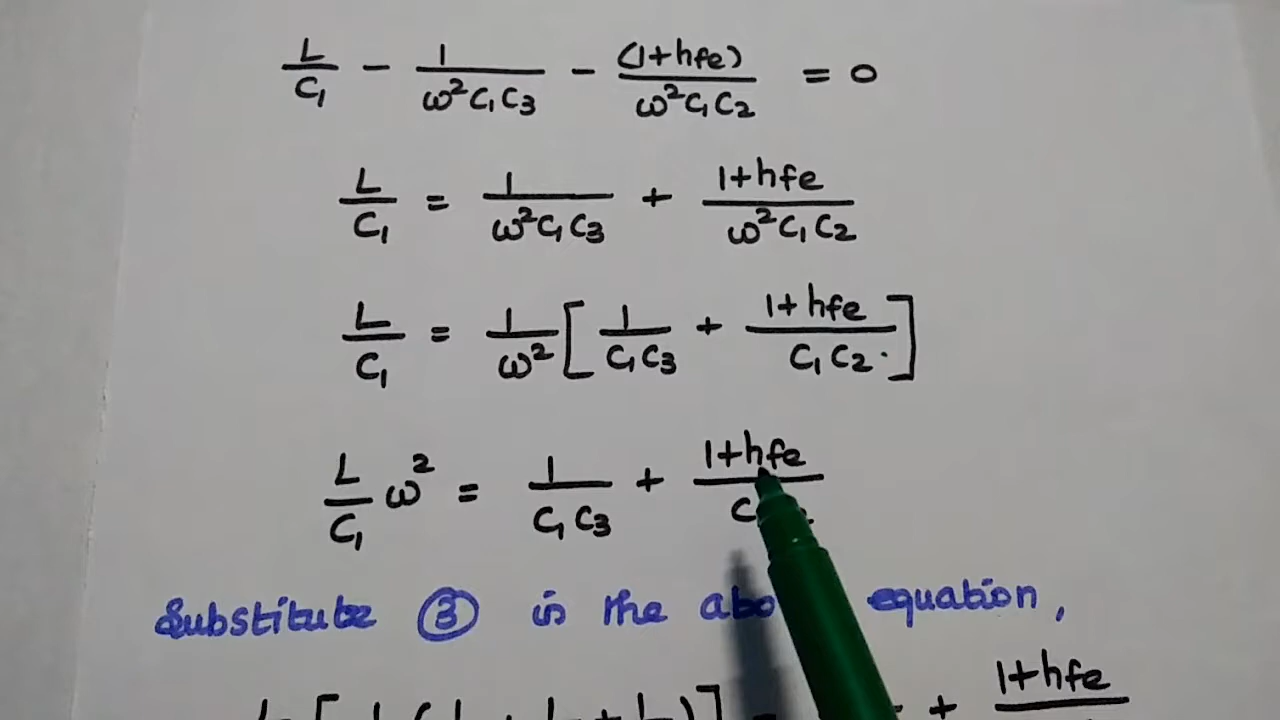 L/C1 - 1/ω²C1C3 - (1+hfe)/ω²C1C2 = 0
L/C1 = 1/ω²C1C3 + 1+hfe/ω²C1C2
L/C1 = 1/ω² [ 1/C1C3 + 1+hfe/C1C2. ]
L/C1 ω² = 1/C1C3 + 1+hfe/C
Substitute ③ in the equation,
+ 1+hfe